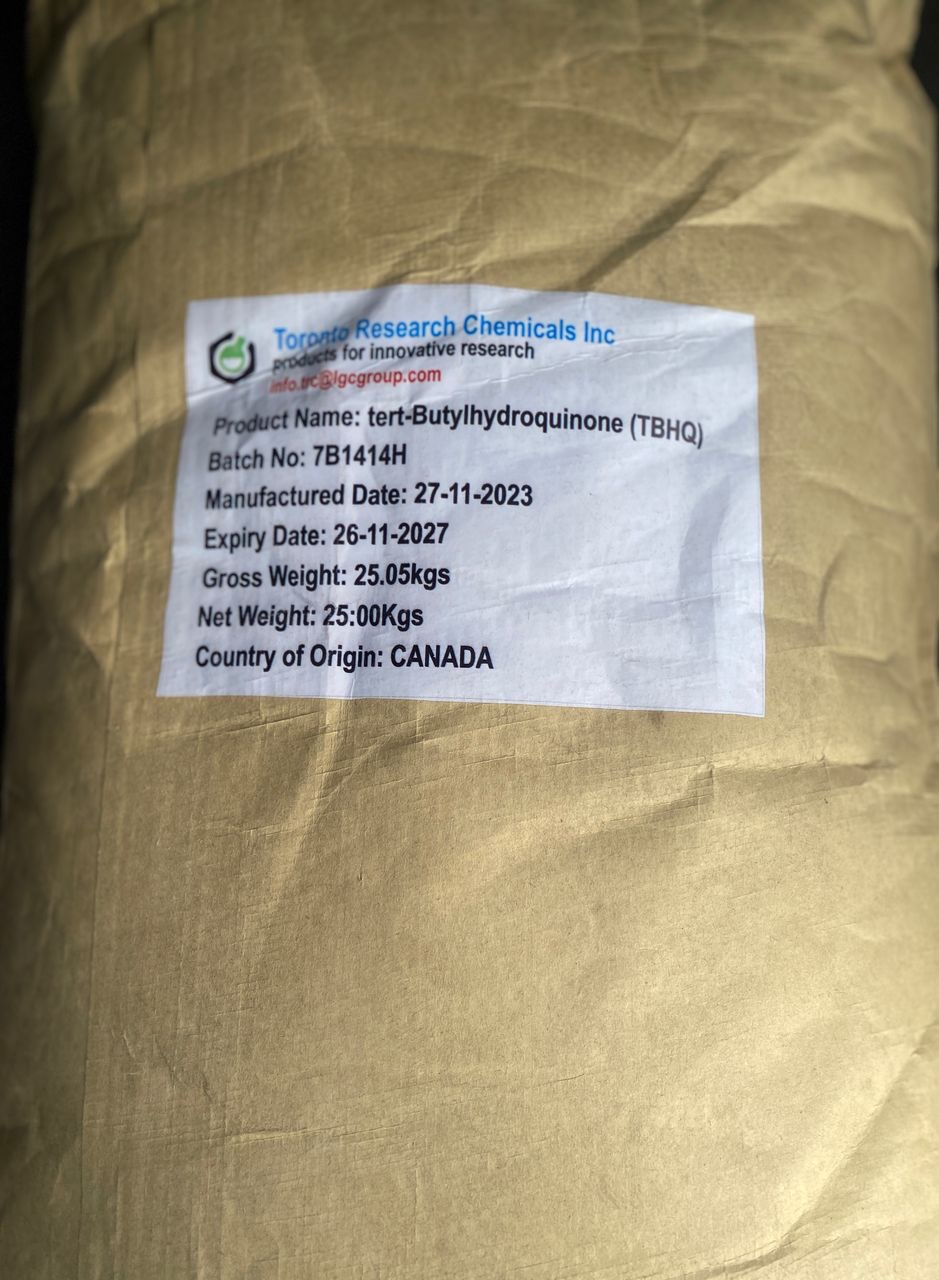 Toronto Research Chemicals Inc
products for innovative research
info.trc@lgcgroup.com
Product Name: tert-Butylhydroquinone (TBHQ)
Batch No: 7B1414H
Manufactured Date: 27-11-2023
Expiry Date: 26-11-2027
Gross Weight: 25.05kgs
Net Weight: 25:00Kgs
Country of Origin: CANADA